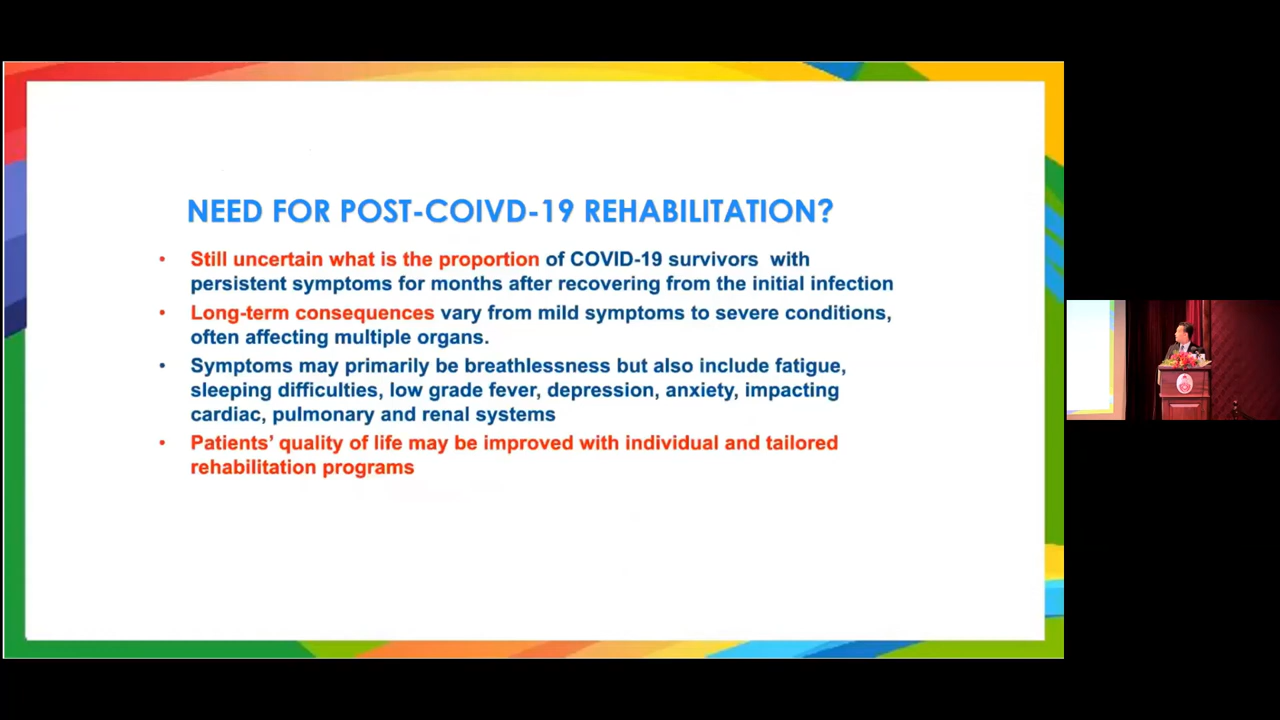 NEED FOR POST-COIVD-19 REHABILITATION?
• Still uncertain what is the proportion of COVID-19 survivors with
persistent symptoms for months after recovering from the initial infection
• Long-term consequences vary from mild symptoms to severe conditions,
often affecting multiple organs.
• Symptoms may primarily be breathlessness but also include fatigue,
sleeping difficulties, low grade fever, depression, anxiety, impacting
cardiac, pulmonary and renal systems
• Patients’ quality of life may be improved with individual and tailored
rehabilitation programs